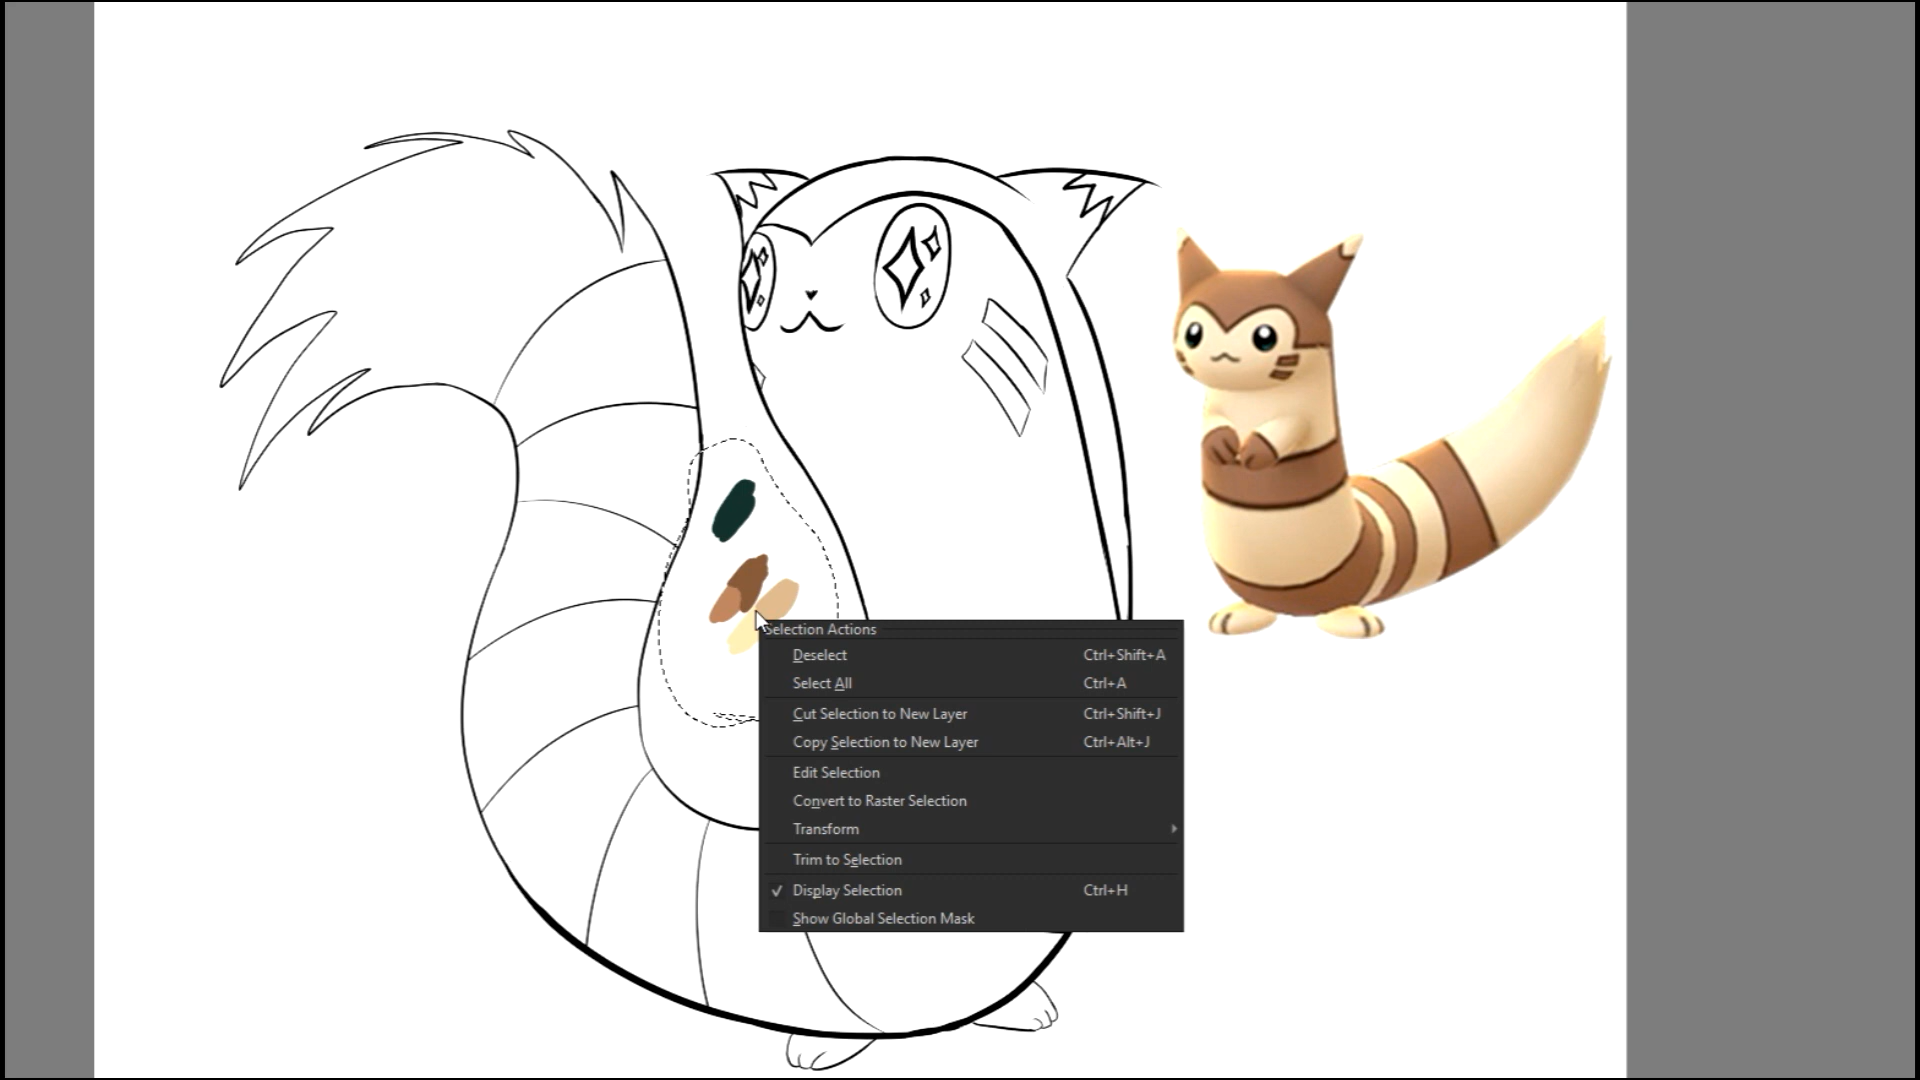 Selection Actions
Deselect Ctrl+Shift+A
Select All Ctrl+A
Cut Selection to New Layer Ctrl+Shift+J
Copy Selection to New Layer Ctrl+Alt+J
Edit Selection
Convert to Raster Selection
Transform
Trim to Selection
Display Selection Ctrl+H
Show Global Selection Mask